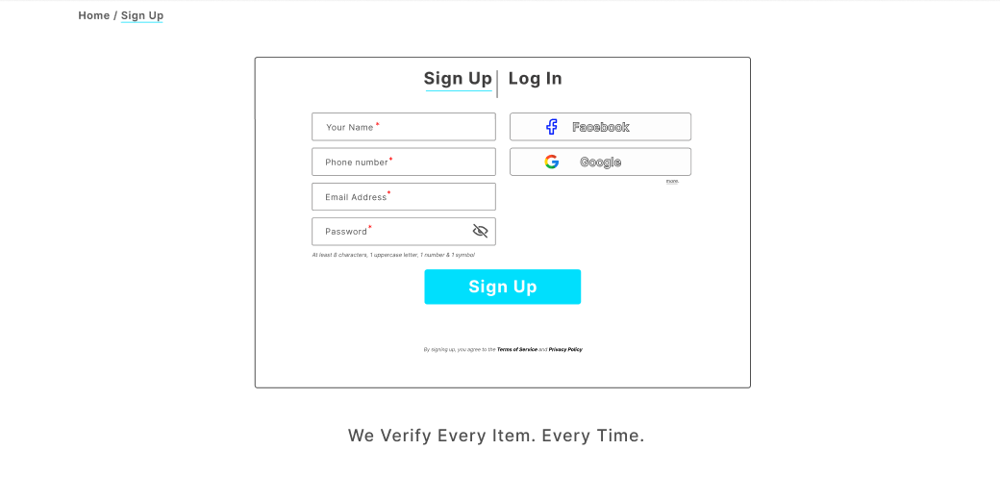 Home / Sign Up
Sign Up | Log In
Your Name *
Phone number*
Email Address*
Password*
At least 8 characters, 1 uppercase letter, 1 number & 1 symbol
Facebook
Google
more.
Sign Up
By signing up, you agree to the Terms of Service and Privacy Policy
We Verify Every Item. Every Time.